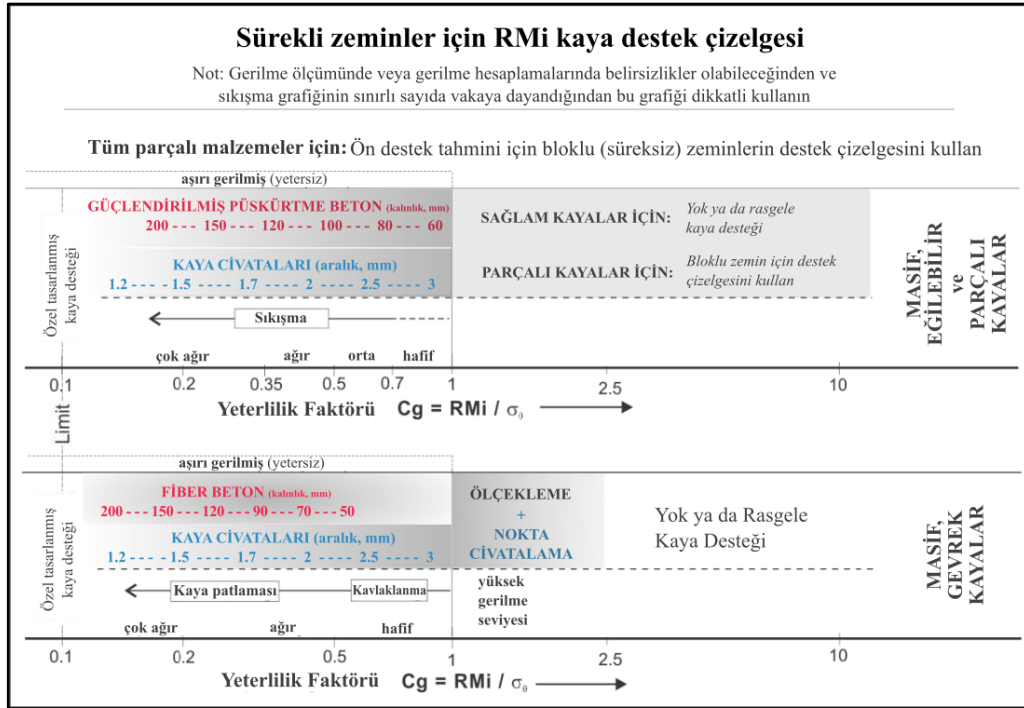 Sürekli zeminler için RMi kaya destek çizelgesi
Not: Gerilme ölçümünde veya gerilme hesaplamalarında belirsizlikler olabileceğinden ve
sıkışma grafiğinin sınırlı sayıda vakaya dayandığından bu grafiği dikkatli kullanın
Tüm parçalı malzemeler için: Ön destek tahmini için bloklu (süreksiz) zeminlerin destek çizelgesini kullan
aşırı gerilmiş (yetersiz)
Özel tasarlanmış
kaya desteği
GÜÇLENDİRİLMİŞ PÜSKÜRTME BETON (kalınlık, mm)
200 --- 150 ---- 120 ---- 100 --- 80 --- 60
KAYA CİVATALARI (aralık, mm)
1.2 ---- 1.5 ---- 1.7 ---- 2 ---- 2.5 ---- 3
SAĞLAM KAYALAR İÇİN:
Yok ya da rasgele
kaya desteği
PARÇALI KAYALAR İÇİN:
Bloklu zemin için destek
çizelgesini kullan
MASİF,
EĞİLEBİLİR
ve
PARÇALI
KAYALAR
Sıkışma
çok ağır ağır orta hafif
0.1 0.2 0.35 0.5 0.7 1 2.5 10
Yeterlilik Faktörü Cg = RMi / σθ
Limit
aşırı gerilmiş (yetersiz)
Özel tasarlanmış
kaya desteği
FİBER BETON (kalınlık, mm)
200 --- 150 --- 120 --- 90 --- 70 --- 50
KAYA CİVATALARI (aralık, mm)
1.2 ---- 1.5 ---- 1.7 ---- 2 ---- 2.5 ---- 3
ÖLÇEKLEME
+
NOKTA
CİVATALAMA
Yok ya da Rasgele
Kaya Desteği
MASİF,
GEVREK
KAYALAR
Kaya patlaması
Kavlaklanma
yüksek
gerilme
seviyesi
çok ağır ağır hafif
0.1 0.2 0.5 1 2.5 10
Yeterlilik Faktörü Cg = RMi / σθ